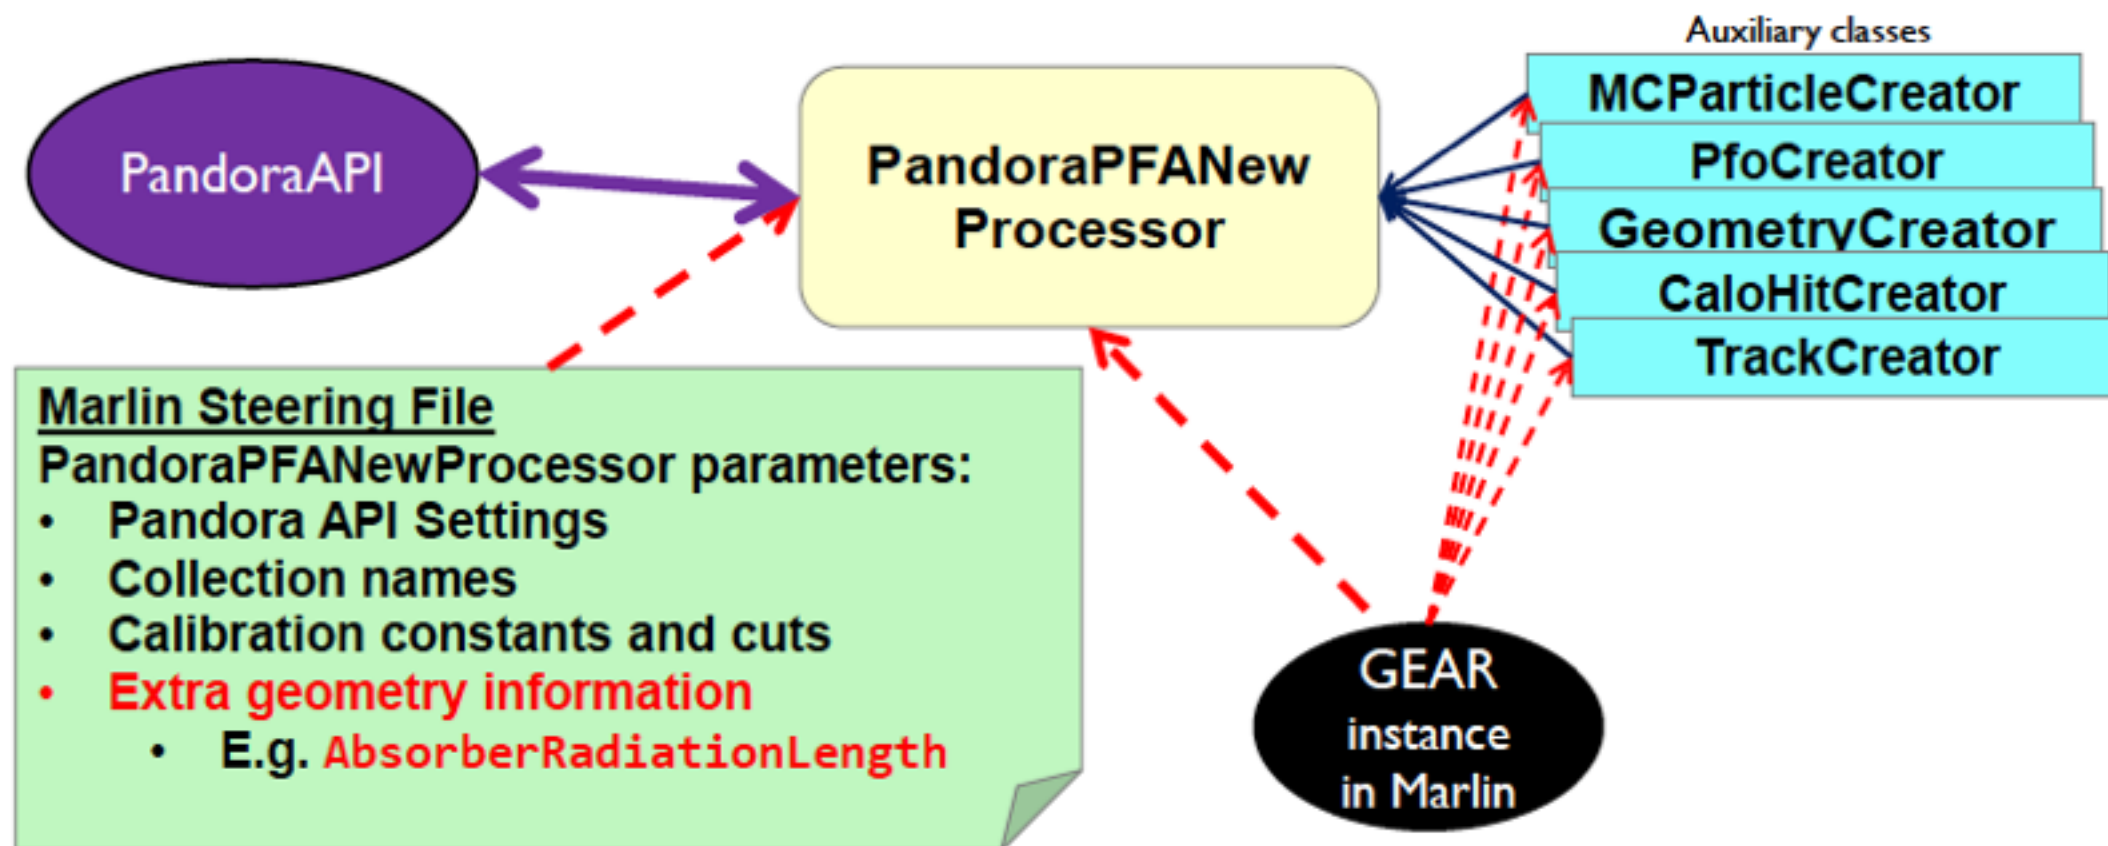 Auxiliary classes
MCParticleCreator
PfoCreator
GeometryCreator
CaloHitCreator
TrackCreator
PandoraAPI
PandoraPFANew
Processor
Marlin Steering File
PandoraPFANewProcessor parameters:
• Pandora API Settings
• Collection names
• Calibration constants and cuts
• Extra geometry information
• E.g. AbsorberRadiationLength
GEAR
instance
in Marlin